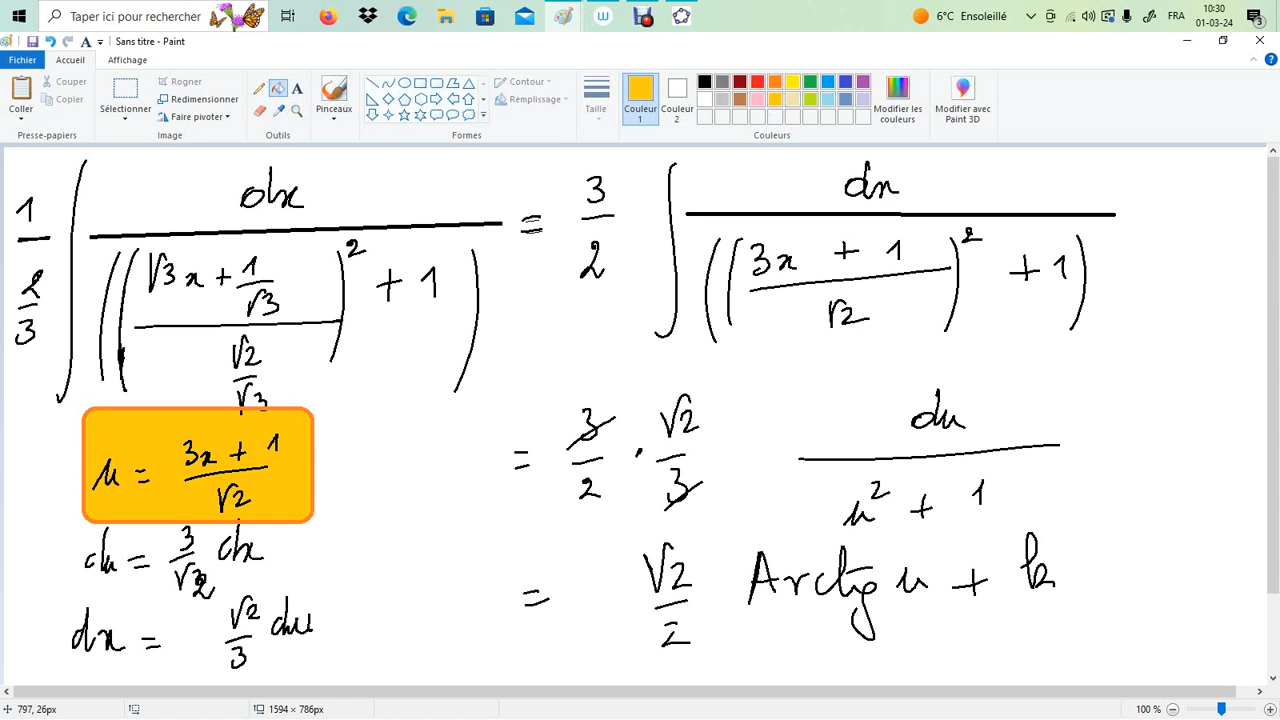 Taper ici pour rechercher
6°C Ensoleillé
FRA
10:30
01-03-24
3
Sans titre - Paint
Fichier
Accueil
Affichage
Coller
Couper
Copier
Presse-papiers
Sélectionner
Rogner
Redimensionner
Faire pivoter
Image
A
Outils
Pinceaux
Contour
Remplissage
Formes
Taille
Couleur 1
Couleur 2
Modifier les couleurs
Couleurs
Modifier avec Paint 3D
1/(2/3) ∫ dx / (((√3x + 1/√3) / (√2/√3))² + 1) = 3/2 ∫ dx / (((3x + 1)/√2)² + 1)
u = (3x + 1)/√2
= 3/2 · √2/3 du/(u² + 1)
du = 3/√2 dx
= √2/2 Arctg u + k
dx = √2/3 du
797, 26px
1594 × 786px
100 %